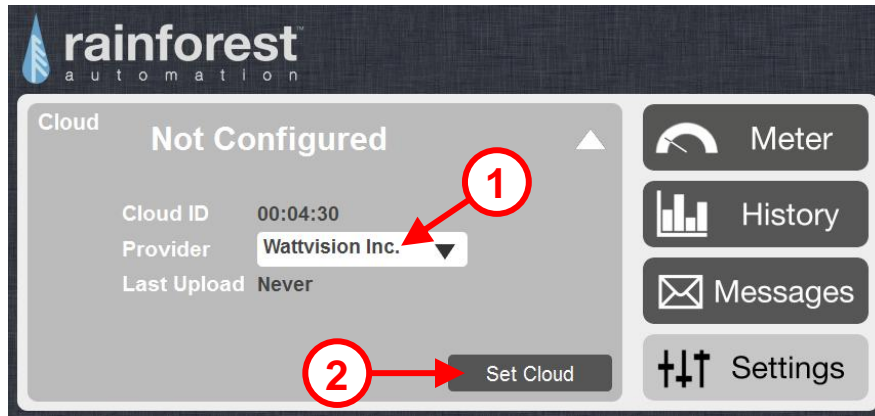 rainforest™
automation
Cloud
Not Configured
1
Cloud ID 00:04:30
Provider Wattvision Inc.
Last Upload Never
2
Set Cloud
Meter
History
Messages
Settings